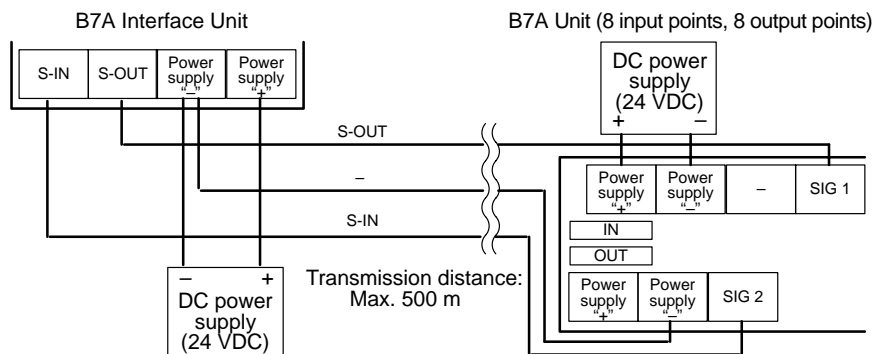 B7A Interface Unit
B7A Unit (8 input points, 8 output points)
S-IN
S-OUT
Power
supply
“–”
Power
supply
“+”
DC power
supply
(24 VDC)
+
–
S-OUT
–
S-IN
Power
supply
“+”
Power
supply
“–”
–
SIG 1
IN
OUT
Power
supply
“+”
Power
supply
“–”
SIG 2
–
+
DC power
supply
(24 VDC)
Transmission distance:
Max. 500 m